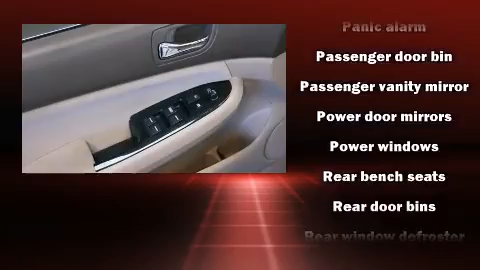 Panic alarm
Passenger door bin
Passenger vanity mirror
Power door mirrors
Power windows
Rear bench seats
Rear door bins
Rear window defroster